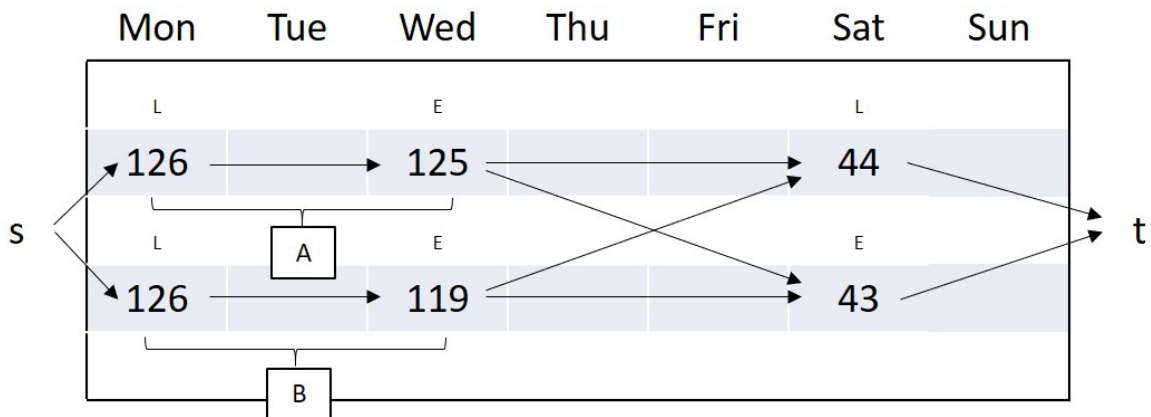 Mon Tue Wed Thu Fri Sat Sun
L E L
126 125 44
s t
A
L E E
126 119 43
B